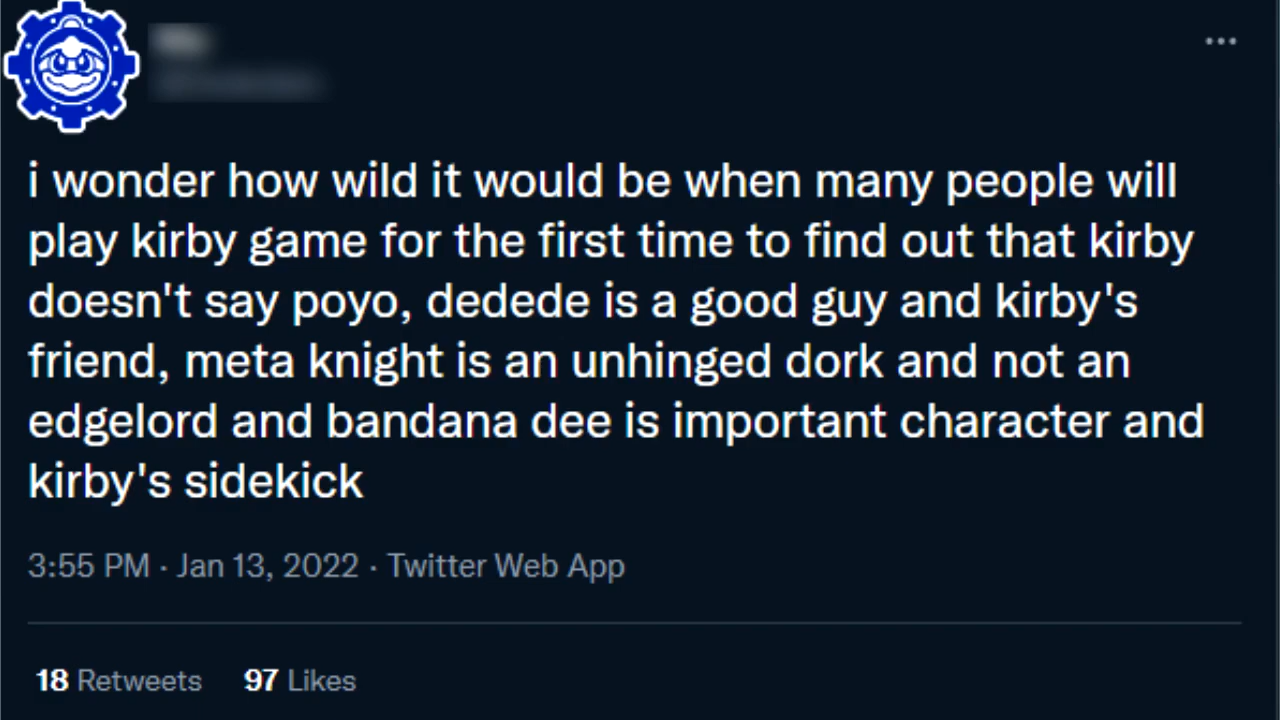 i wonder how wild it would be when many people will
play kirby game for the first time to find out that kirby
doesn't say poyo, dedede is a good guy and kirby's
friend, meta knight is an unhinged dork and not an
edgelord and bandana dee is important character and
kirby's sidekick
3:55 PM · Jan 13, 2022 · Twitter Web App
18 Retweets 97 Likes